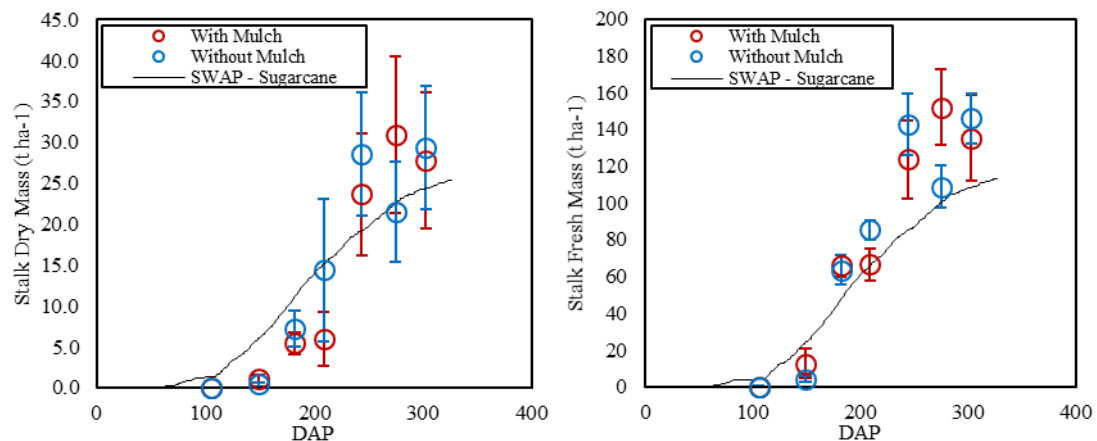 45.0
40.0
35.0
30.0
25.0
20.0
15.0
10.0
5.0
0.0
Stalk Dry Mass (t ha-1)
With Mulch
Without Mulch
SWAP - Sugarcane
0 100 200 300 400
DAP
200
180
160
140
120
100
80
60
40
20
0
Stalk Fresh Mass (t ha-1)
With Mulch
Without Mulch
SWAP - Sugarcane
0 100 200 300 400
DAP